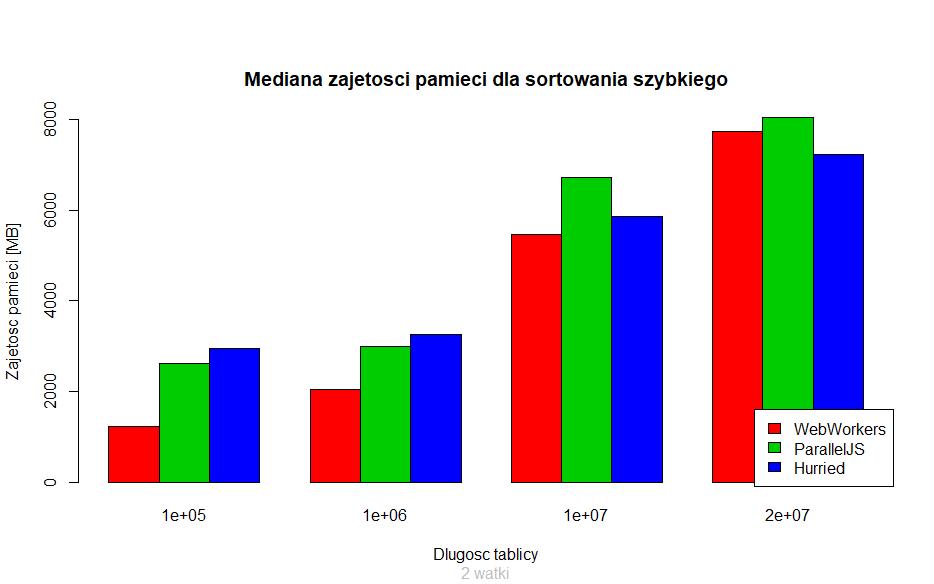 Mediana zajetosci pamieci dla sortowania szybkiego
Zajetosc pamieci [MB]
8000
6000
4000
2000
0
WebWorkers
ParallelJS
Hurried
1e+05 1e+06 1e+07 2e+07
Dlugosc tablicy
2 watki